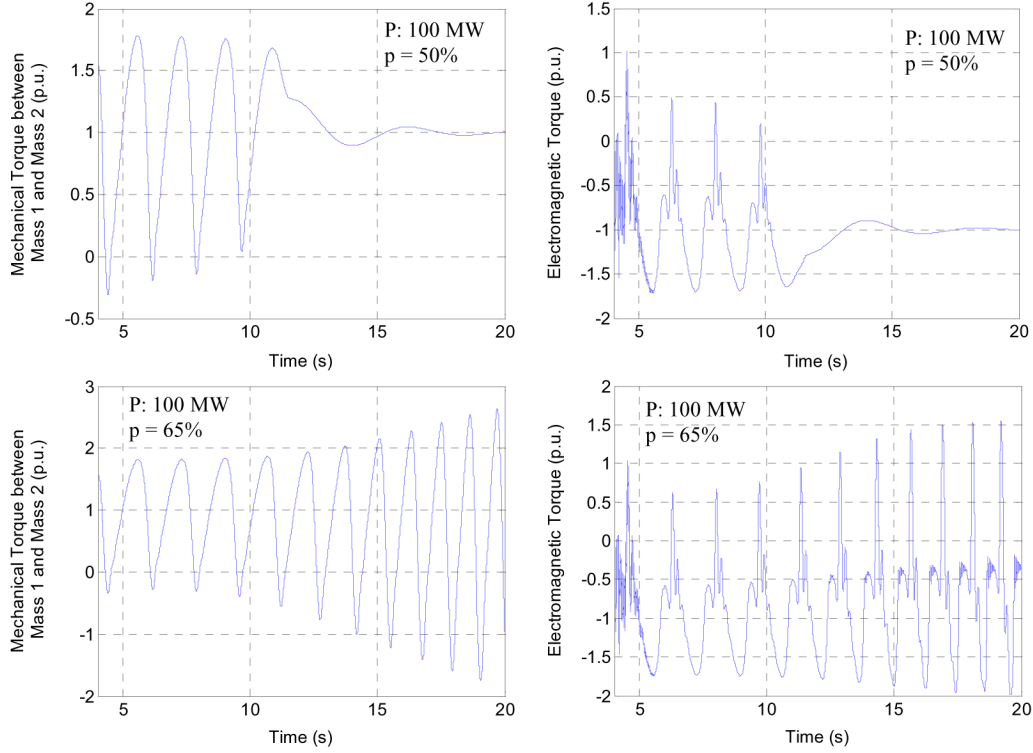 Mechanical Torque between
Mass 1 and Mass 2 (p.u.)
2
1.5
1
0.5
0
-0.5
P: 100 MW
p = 50%
5
10
15
20
Time (s)
Electromagnetic Torque (p.u.)
1.5
1
0.5
0
-0.5
-1
-1.5
-2
P: 100 MW
p = 50%
5
10
15
20
Time (s)
Mechanical Torque between
Mass 1 and Mass 2 (p.u.)
3
2
1
0
-1
-2
P: 100 MW
p = 65%
5
10
15
20
Time (s)
Electromagnetic Torque (p.u.)
2
1.5
1
0.5
0
-0.5
-1
-1.5
-2
P: 100 MW
p = 65%
5
10
15
20
Time (s)